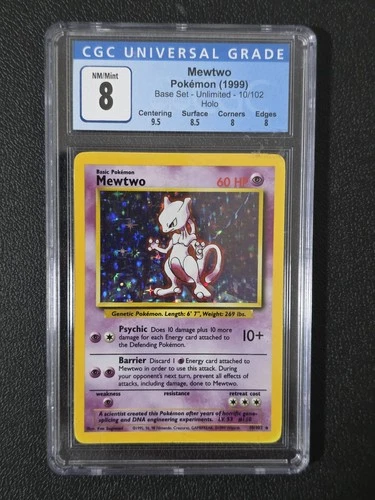 CGC UNIVERSAL GRADE
NM/Mint
8
Mewtwo
Pokémon (1999)
Base Set - Unlimited - 10/102
Holo
Centering Surface Corners Edges
9.5 8.5 8 8
Basic Pokémon
Mewtwo 60 HP
Genetic Pokémon. Length: 6' 7", Weight: 269 lbs.
Psychic Does 10 damage plus 10 more
damage for each Energy card attached to
the Defending Pokémon.
10+
Barrier Discard 1 Energy card attached to
Mewtwo in order to use this attack. During
your opponent's next turn, prevent all effects of
attacks, including damage, done to Mewtwo.
weakness resistance retreat cost
A scientist created this Pokémon after years of horrific gene-
splicing and DNA engineering experiments. LV. 53 #150